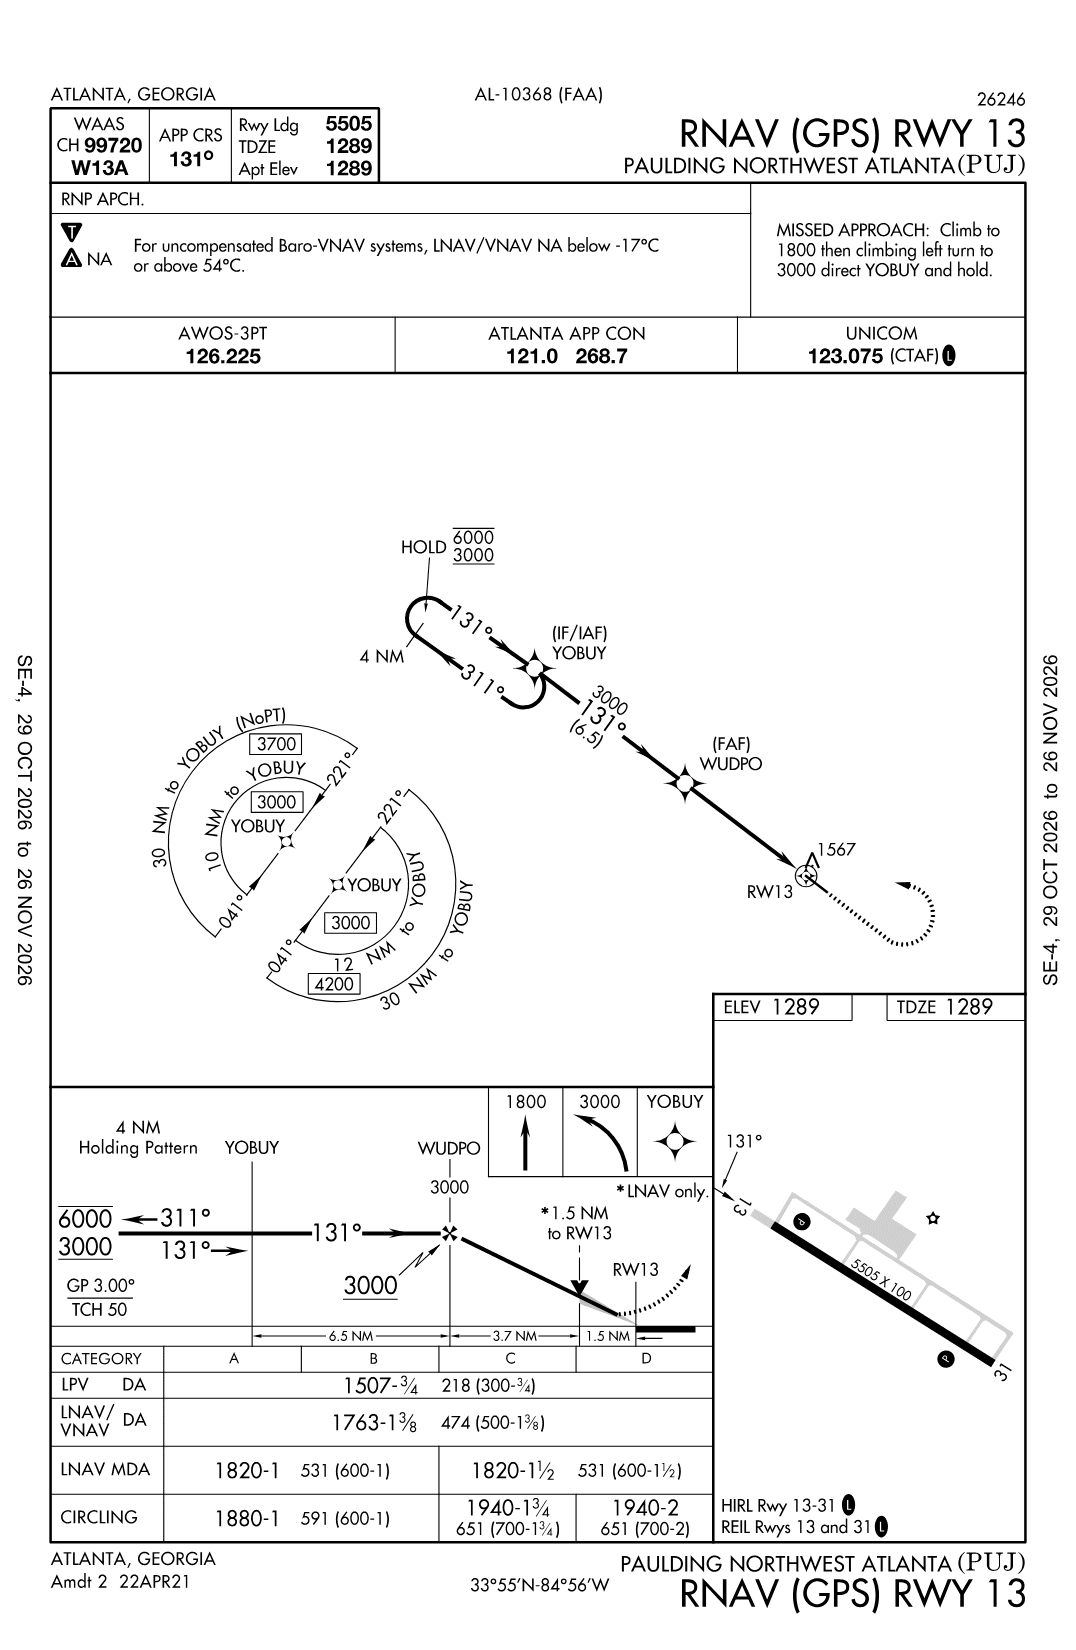 ATLANTA, GEORGIA
AL-10368 (FAA)
26246
WAAS
CH 99720
W13A
APP CRS
131°
Rwy Ldg 5505
TDZE 1289
Apt Elev 1289
RNAV (GPS) RWY 13
PAULDING NORTHWEST ATLANTA (PUJ)
RNP APCH.
T
A NA
For uncompensated Baro-VNAV systems, LNAV/VNAV NA below -17°C
or above 54°C.
MISSED APPROACH: Climb to
1800 then climbing left turn to
3000 direct YOBUY and hold.
AWOS-3PT
126.225
ATLANTA APP CON
121.0 268.7
UNICOM
123.075 (CTAF) L
HOLD 6000
3000
131°
4 NM
311°
(IF/IAF)
YOBUY
3000
131°
(6.5)
(FAF)
WUDPO
1567
RW13
30 NM to YOBUY (NoPT)
3700
10 NM to YOBUY
3000
YOBUY
221°
041°
221°
YOBUY
3000
041°
12 NM to YOBUY
4200
30 NM to YOBUY
SE-4, 29 OCT 2026 to 26 NOV 2026
SE-4, 29 OCT 2026 to 26 NOV 2026
ELEV 1289
TDZE 1289
131°
13
P
5505 X 100
P
31
HIRL Rwy 13-31 L
REIL Rwys 13 and 31 L
4 NM
Holding Pattern
YOBUY
WUDPO
3000
1800
3000
YOBUY
*LNAV only.
*1.5 NM
to RW13
RW13
6000
3000
311°
131°
131°
3000
GP 3.00°
TCH 50
6.5 NM
3.7 NM
1.5 NM
CATEGORY A B C D
LPV DA 1507-¾ 218 (300-¾)
LNAV/
VNAV DA 1763-1⅜ 474 (500-1⅜)
LNAV MDA 1820-1 531 (600-1) 1820-1½ 531 (600-1½)
CIRCLING 1880-1 591 (600-1) 1940-1¾ 1940-2
651 (700-1¾) 651 (700-2)
ATLANTA, GEORGIA
Amdt 2 22APR21
33°55'N-84°56'W
PAULDING NORTHWEST ATLANTA (PUJ)
RNAV (GPS) RWY 13